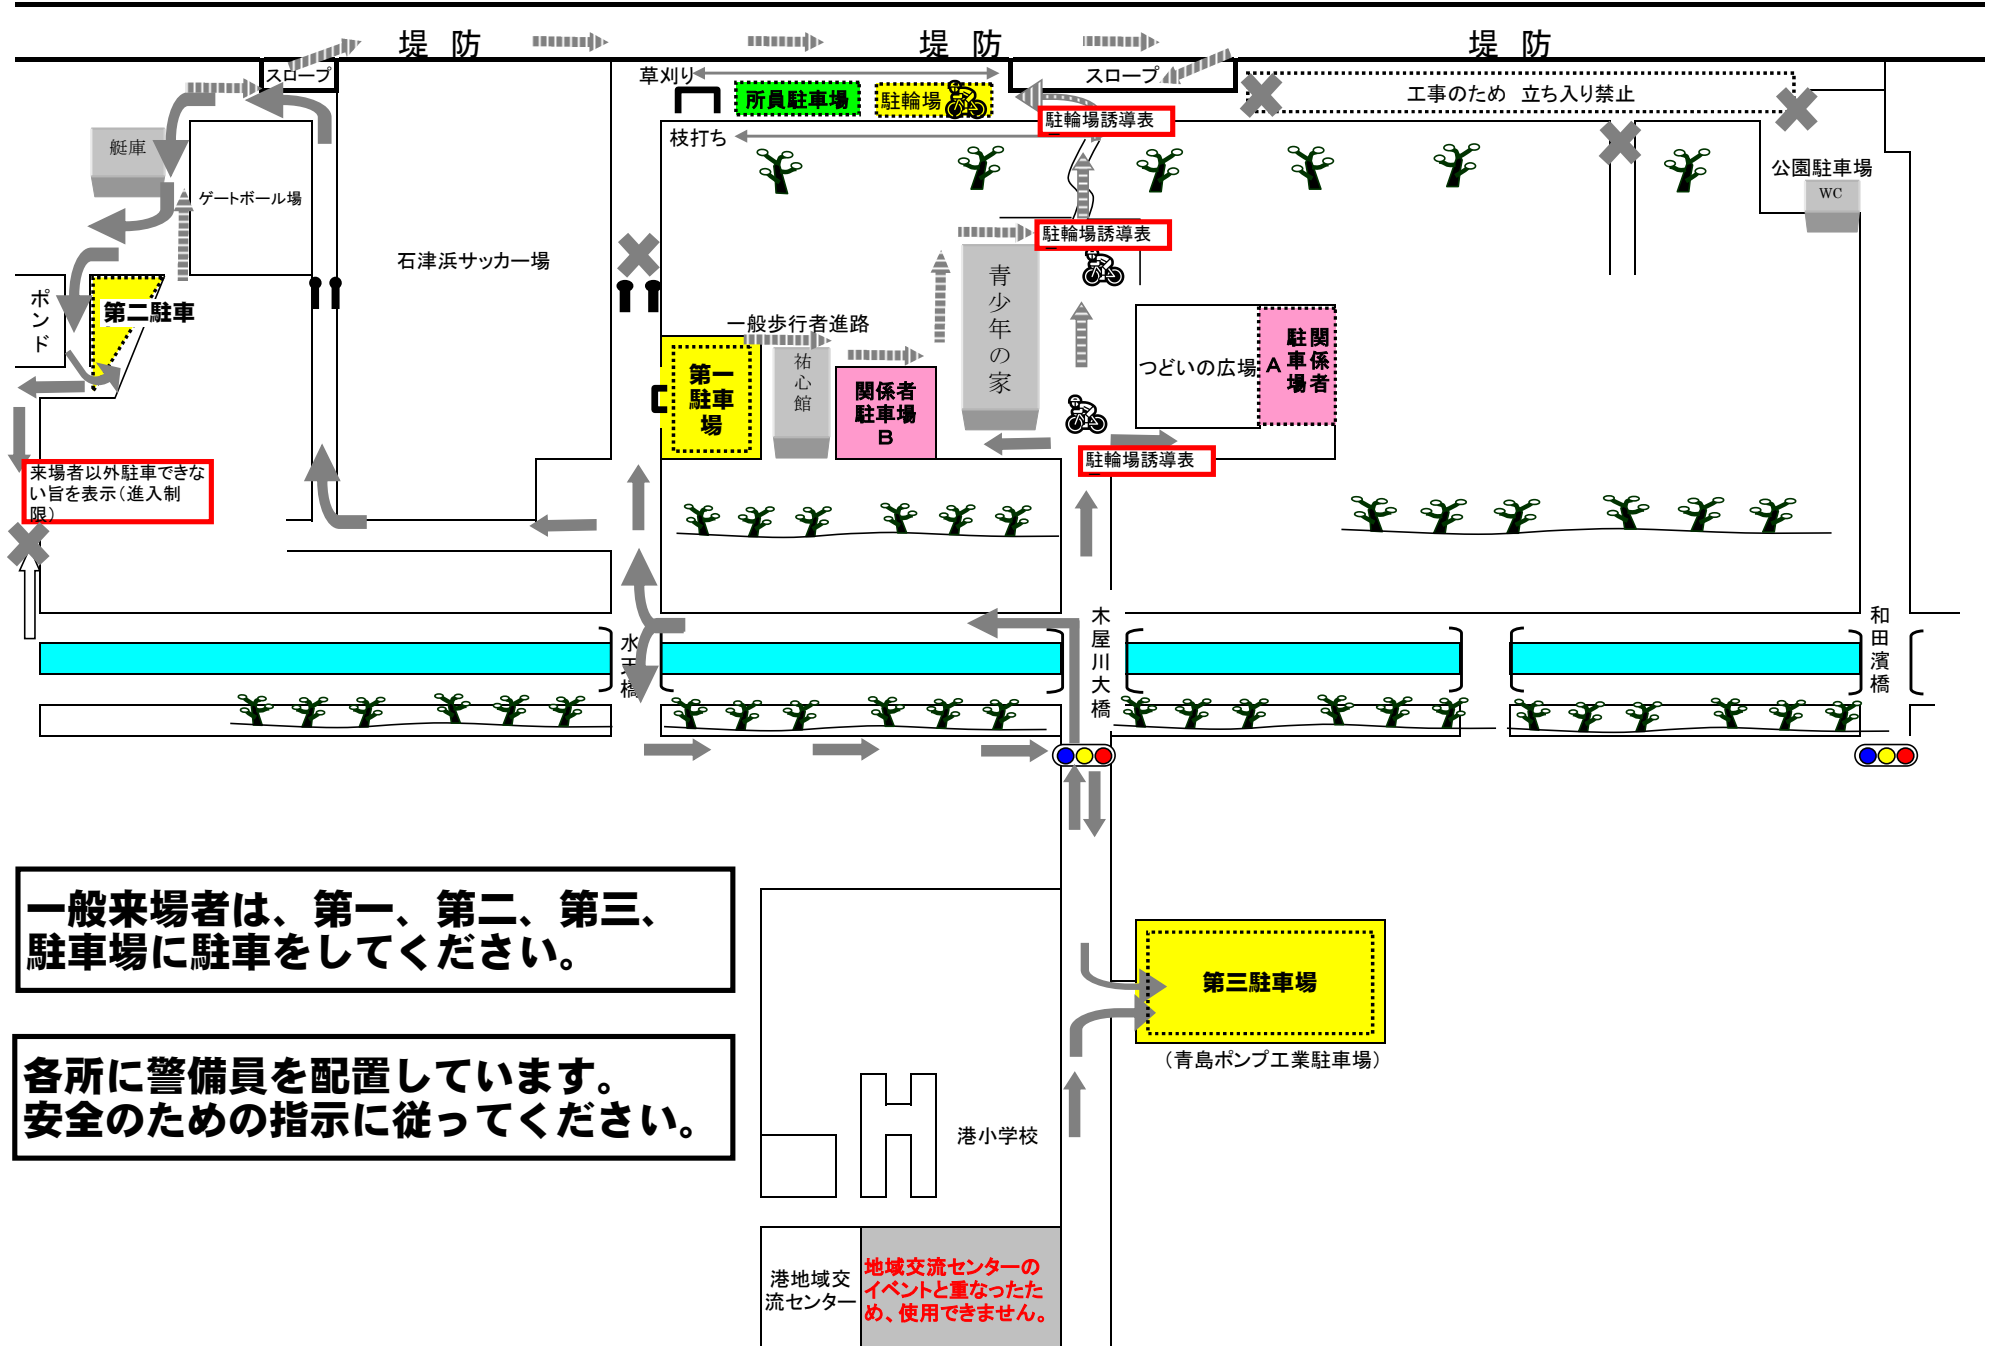 堤 防
堤 防
堤 防
スロープ
草刈り
スロープ
所員駐車場
駐輪場
工事のため 立ち入り禁止
駐輪場誘導表
枝打ち
艇庫
公園駐車場
WC
ゲートボール場
駐輪場誘導表
石津浜サッカー場
青少年の家
ポンド
第二駐車
一般歩行者進路
祐心館
第一
駐車
場
関係者
駐車場
B
つどいの広場
関係者
駐車場
A
駐輪場誘導表
来場者以外駐車できな
い旨を表示（進入制
限）
木屋川大橋
和田濱橋
水天橋
一般来場者は、第一、第二、第三、
駐車場に駐車をしてください。
各所に警備員を配置しています。
安全のための指示に従ってください。
第三駐車場
（青島ポンプ工業駐車場）
港小学校
港地域交
流センター
地域交流センターの
イベントと重なったた
め、使用できません。